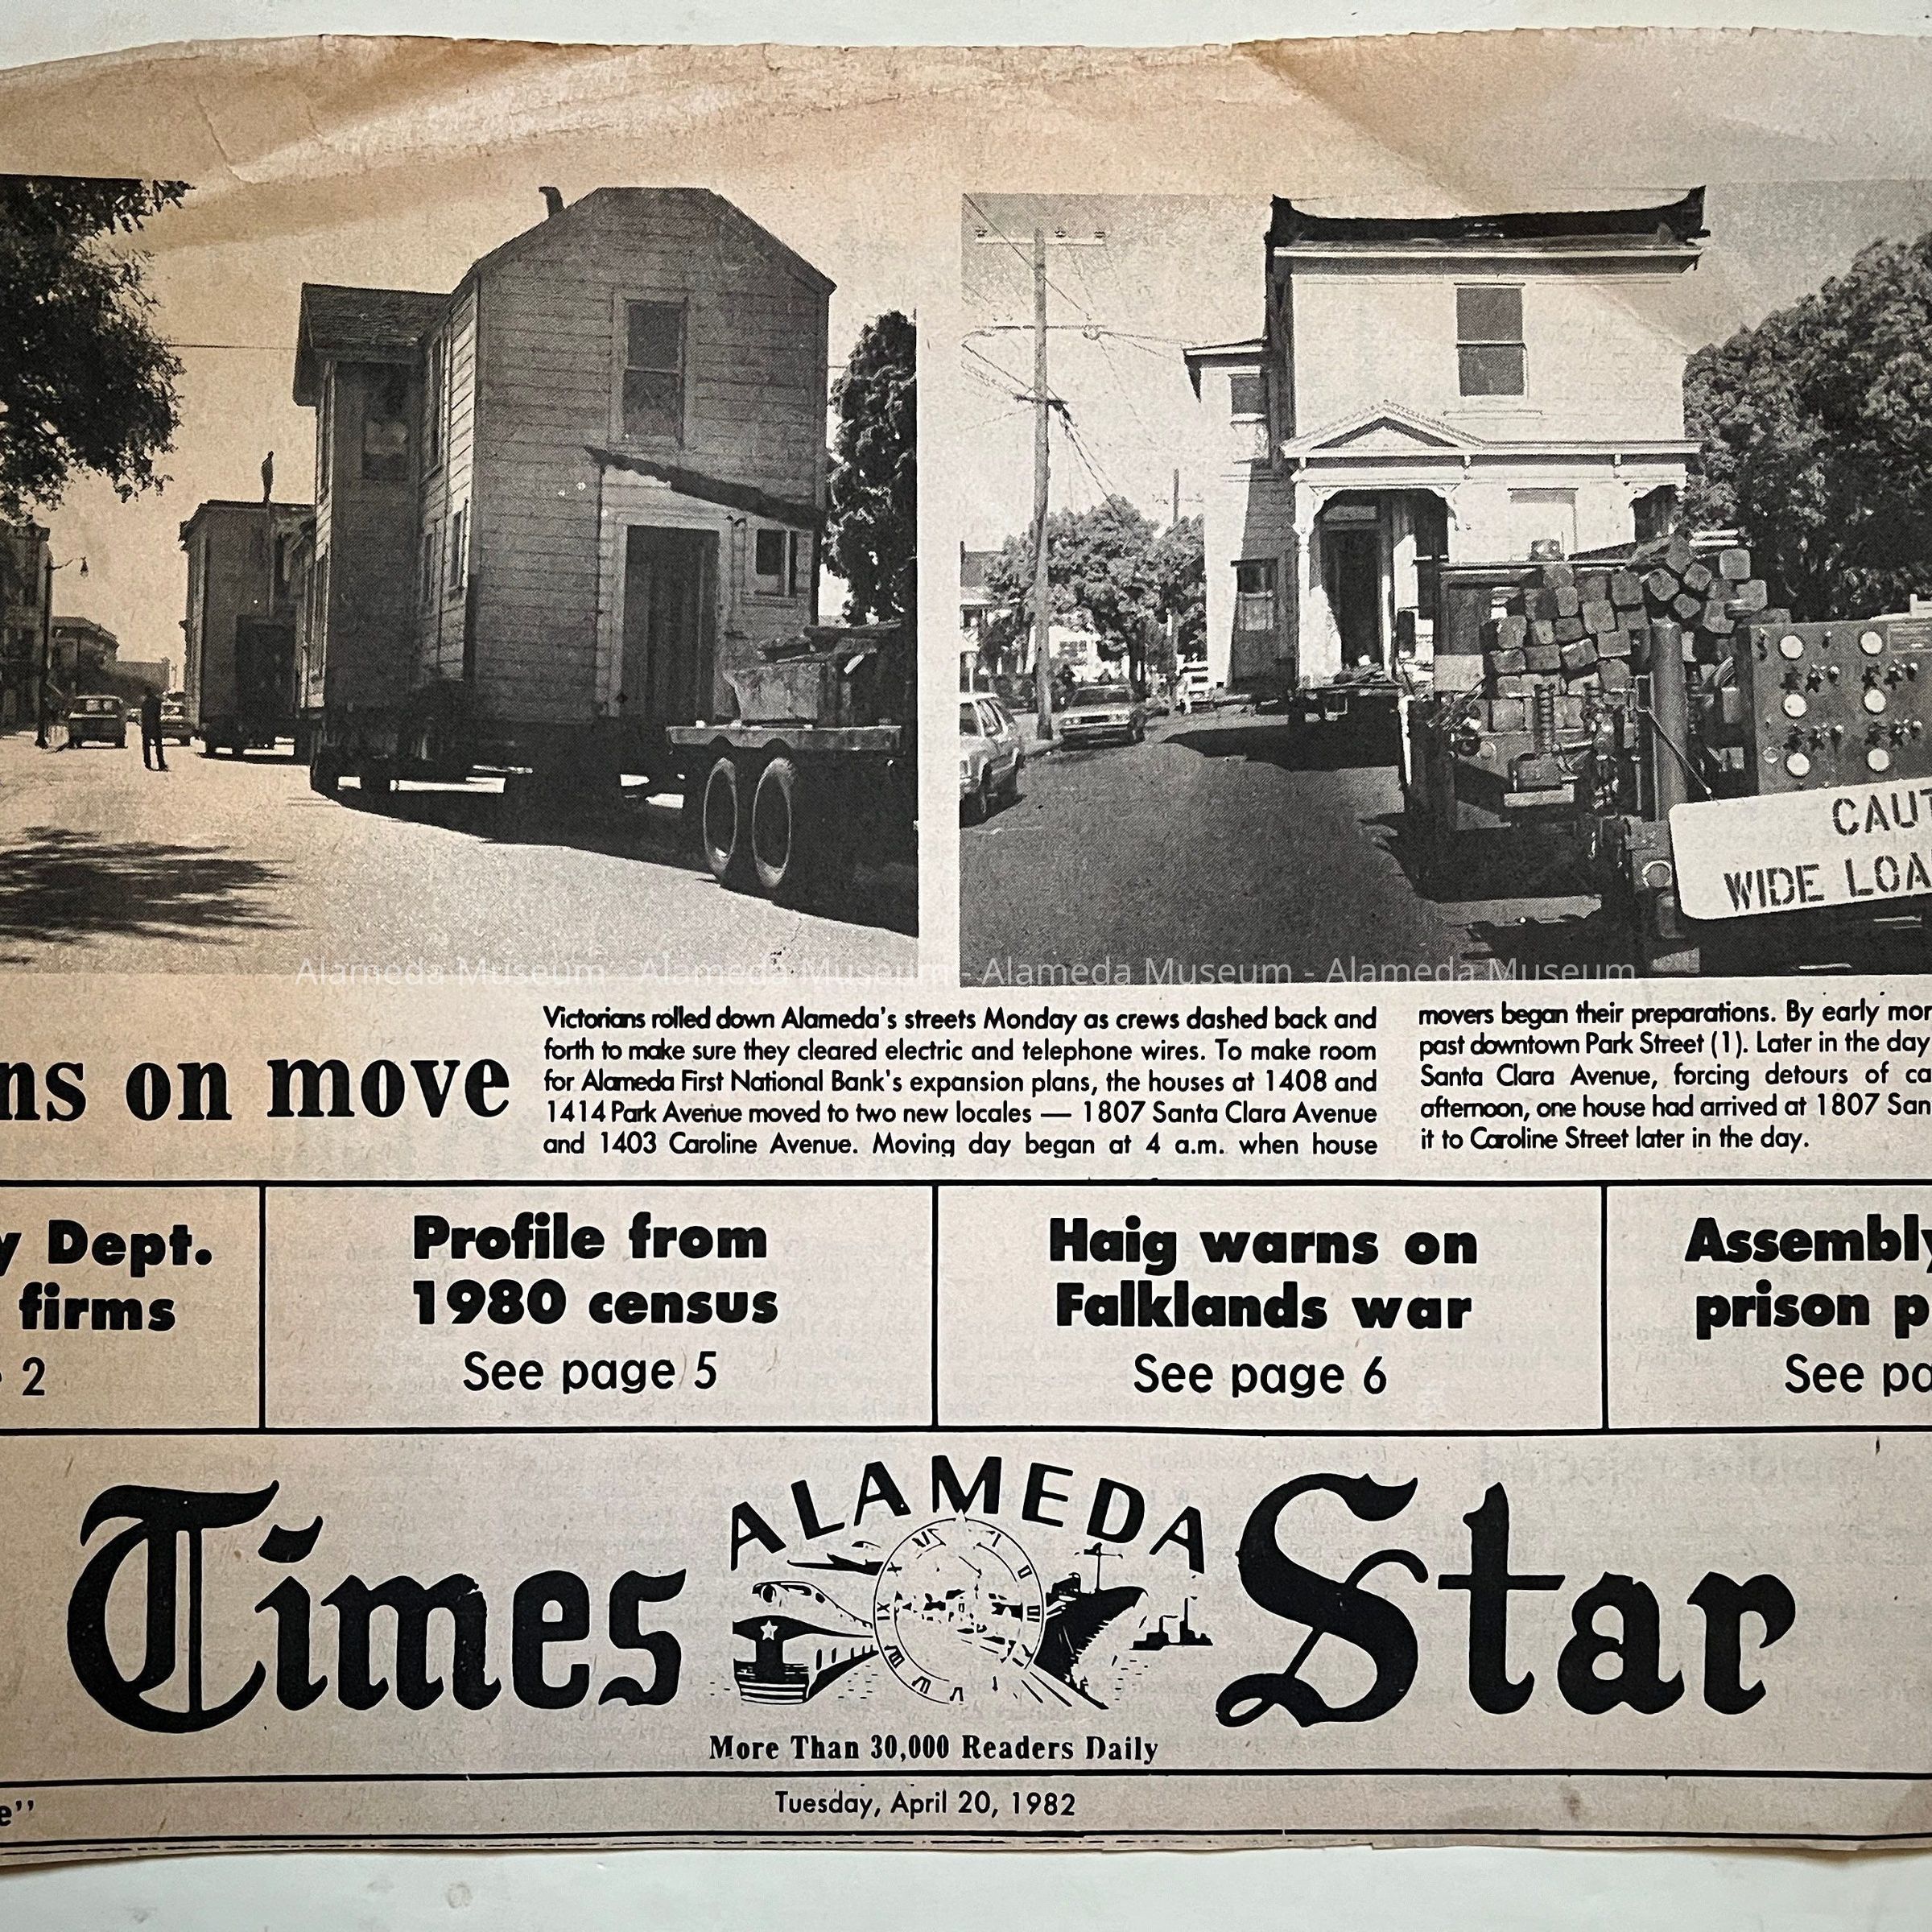 CAUT
WIDE LOA
Alameda Museum - Alameda Museum - Alameda Museum - Alameda Museum
ns on move
Victorians rolled down Alameda's streets Monday as crews dashed back and
forth to make sure they cleared electric and telephone wires. To make room
for Alameda First National Bank's expansion plans, the houses at 1408 and
1414 Park Avenue moved to two new locales — 1807 Santa Clara Avenue
and 1403 Caroline Avenue. Moving day began at 4 a.m. when house
movers began their preparations. By early mor
past downtown Park Street (1). Later in the day
Santa Clara Avenue, forcing detours of ca
afternoon, one house had arrived at 1807 San
it to Caroline Street later in the day.
y Dept.
firms
2
Profile from
1980 census
See page 5
Haig warns on
Falklands war
See page 6
Assembly
prison p
See pa
Times ALAMEDA Star
More Than 30,000 Readers Daily
e"
Tuesday, April 20, 1982